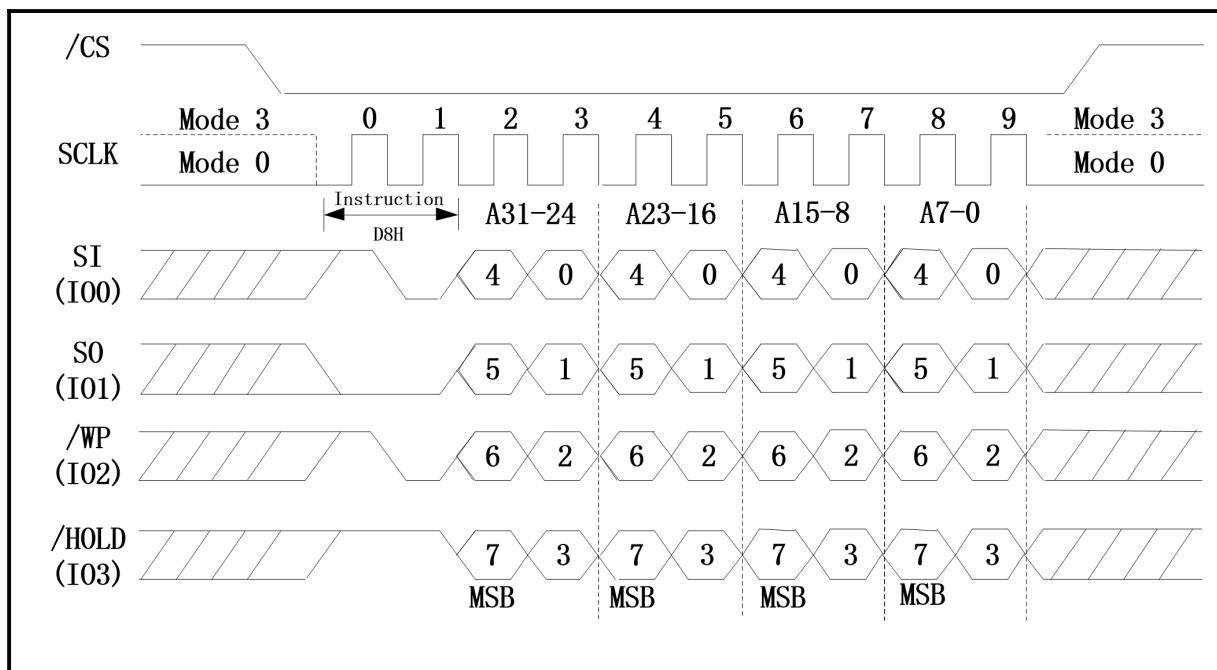 /CS
Mode 3 0 1 2 3 4 5 6 7 8 9 Mode 3
SCLK
Mode 0 Mode 0
Instruction
A31-24 A23-16 A15-8 A7-0
D8H
SI
(IO0)
4 0 4 0 4 0 4 0
SO
(IO1)
5 1 5 1 5 1 5 1
/WP
(IO2)
6 2 6 2 6 2 6 2
/HOLD
(IO3)
7 3 7 3 7 3 7 3
MSB MSB MSB MSB